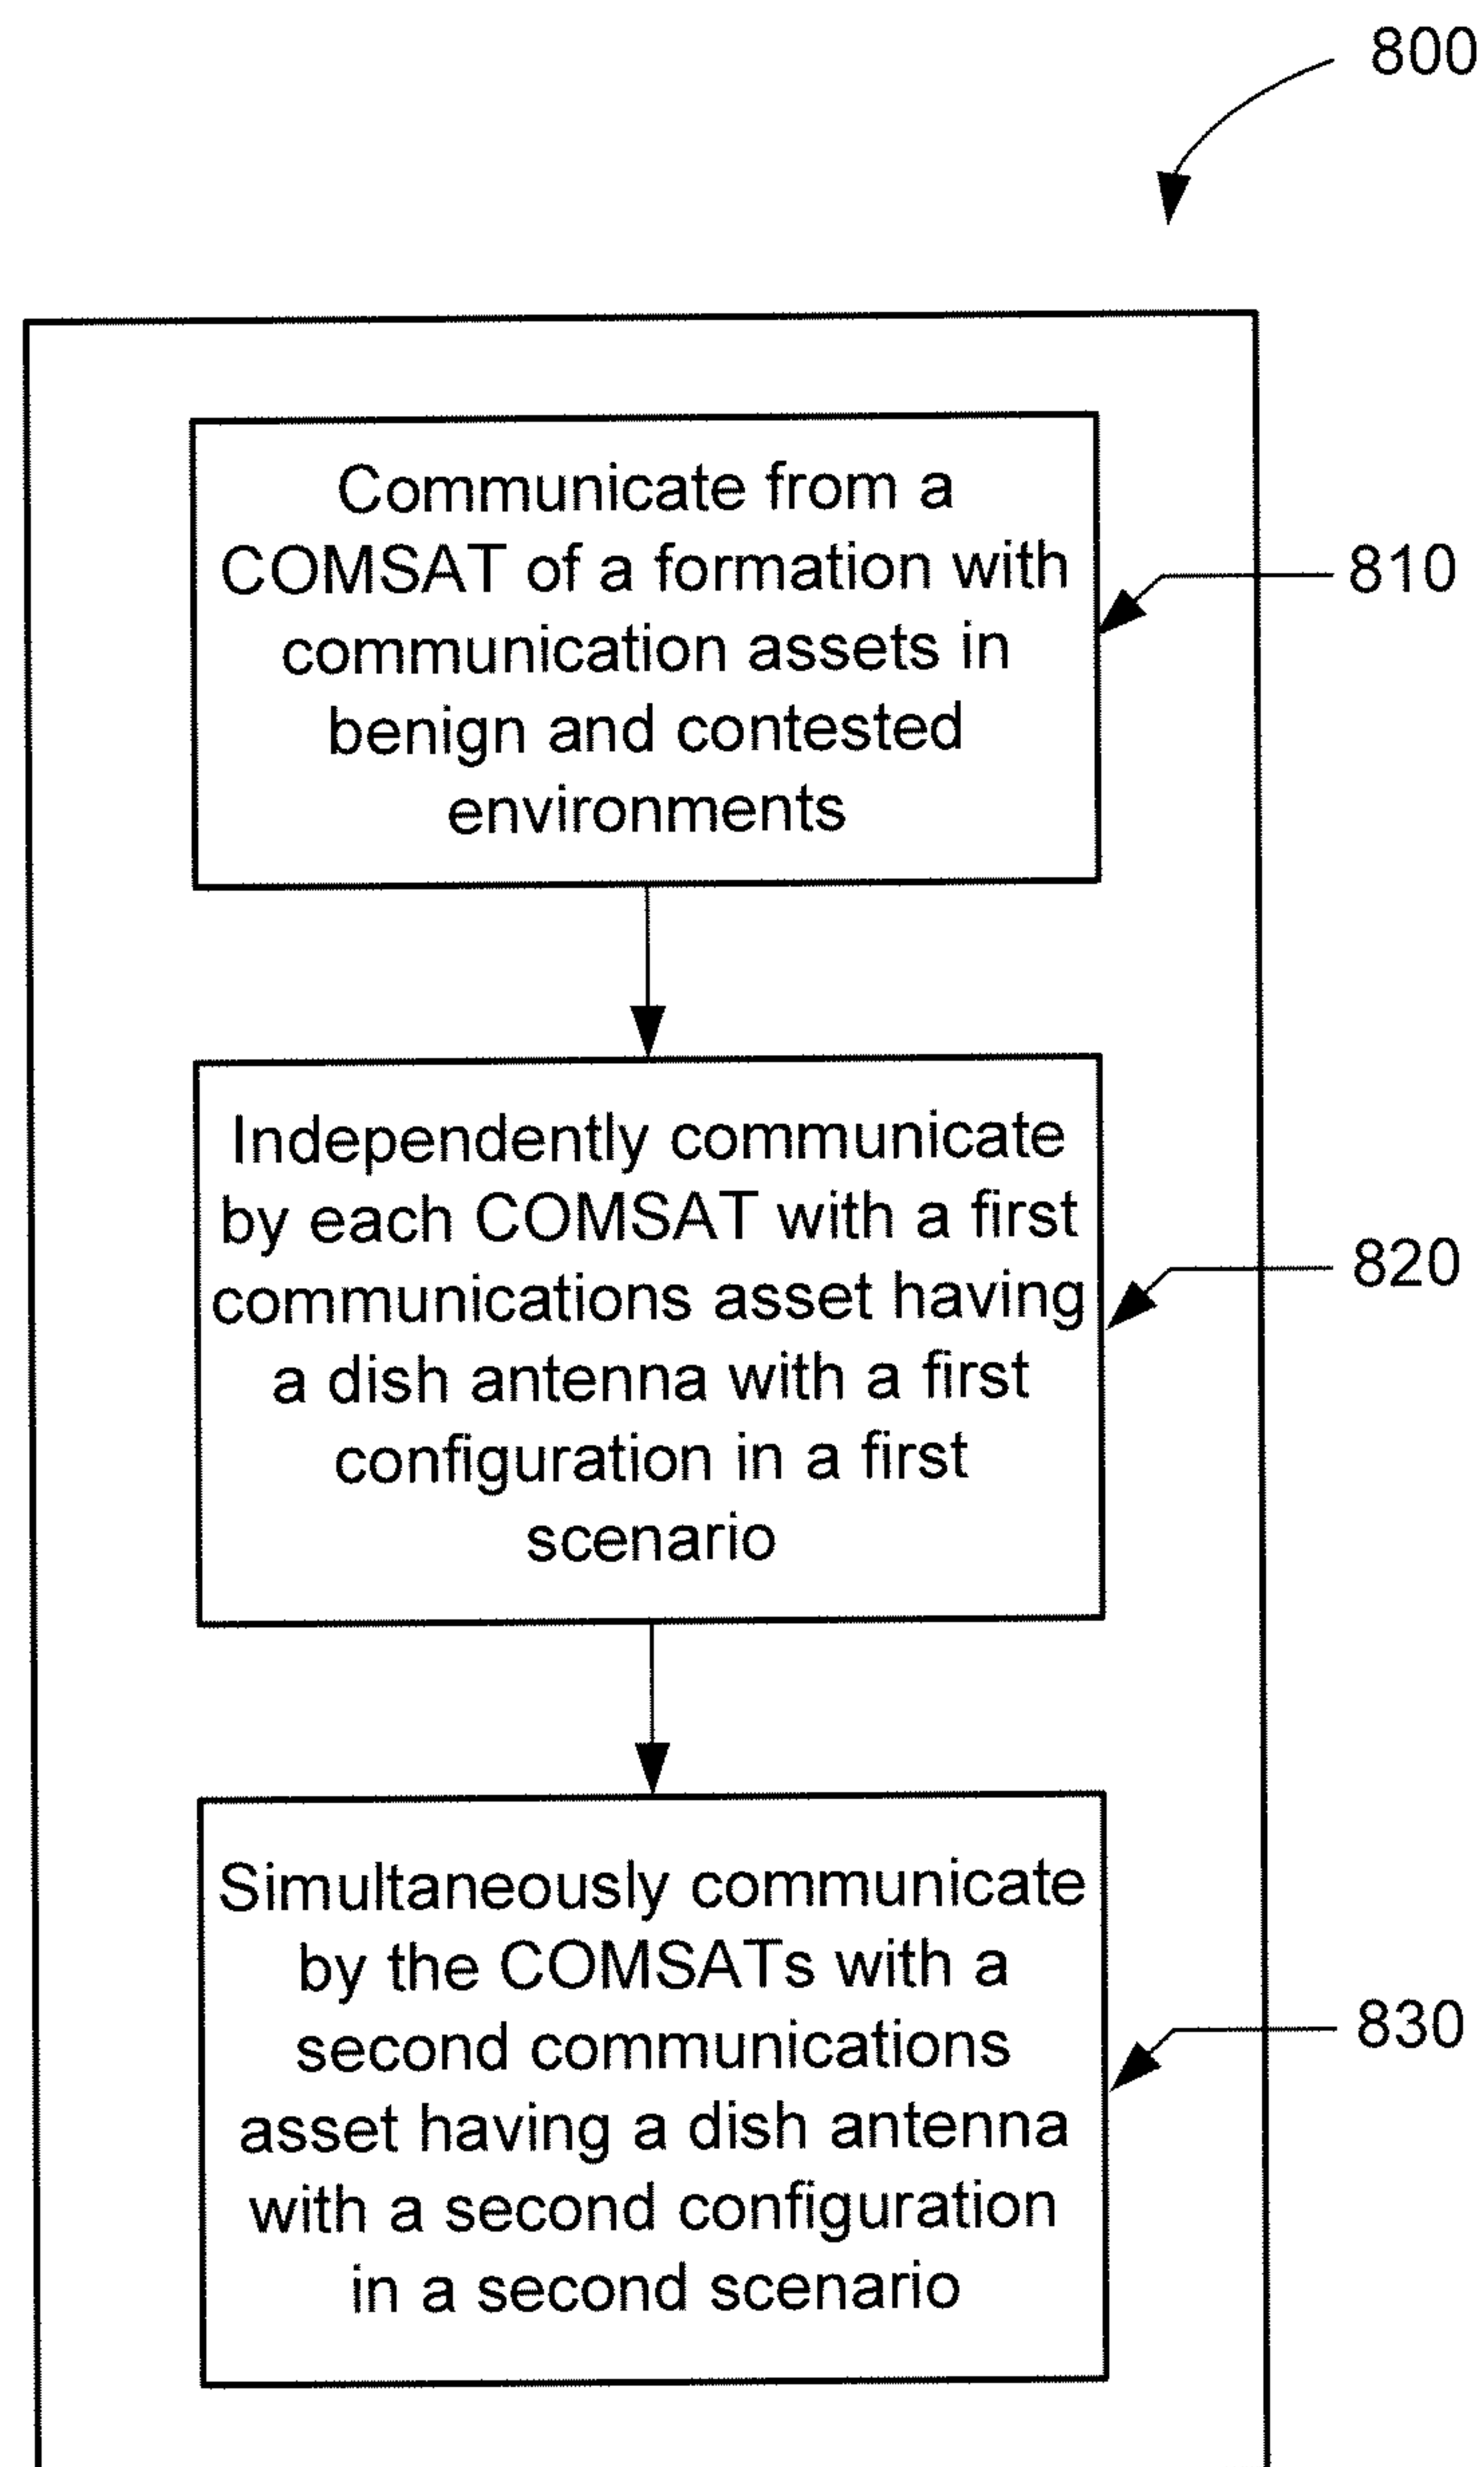 800
Communicate from a
COMSAT of a formation with
communication assets in
benign and contested
environments
810
Independently communicate
by each COMSAT with a first
communications asset having
a dish antenna with a first
configuration in a first
scenario
820
Simultaneously communicate
by the COMSATs with a
second communications
asset having a dish antenna
with a second configuration
in a second scenario
830